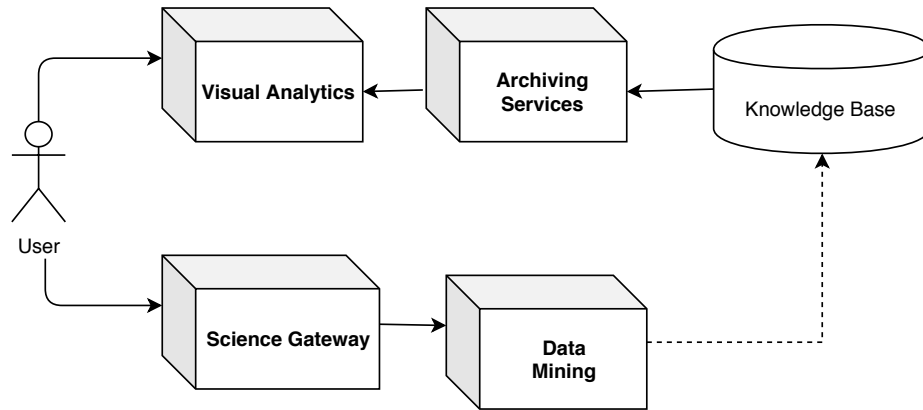 Visual Analytics
Archiving
Services
Knowledge Base
User
Science Gateway
Data
Mining